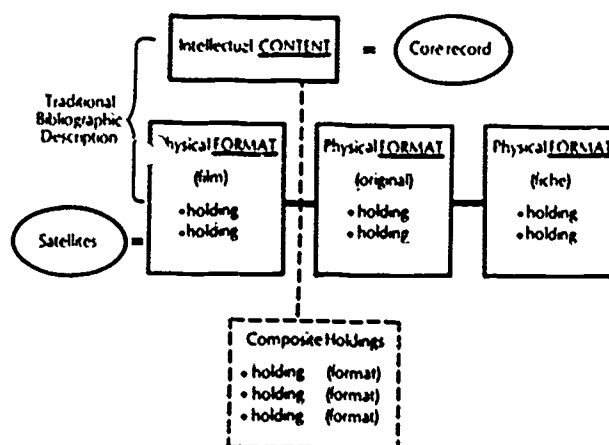 Intellectual CONTENT = Core record
Traditional
Bibliographic
Description
Physical FORMAT
(film)
• holding
• holding
Physical FORMAT
(original)
• holding
• holding
Physical FORMAT
(fiche)
• holding
• holding
Satellites =
Composite Holdings
• holding (format)
• holding (format)
• holding (format)